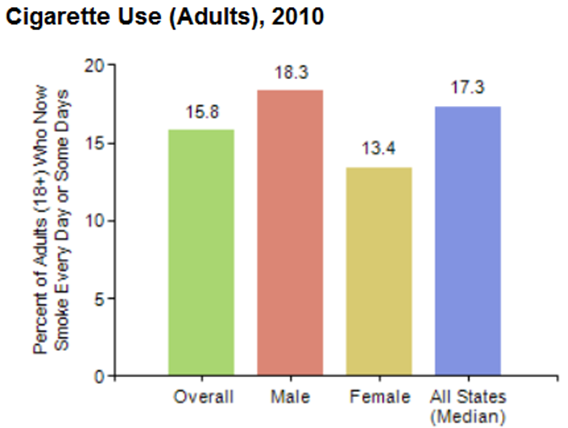 Cigarette Use (Adults), 2010
Percent of Adults (18+) Who Now
Smoke Every Day or Some Days
20
15
10
5
0
15.8
18.3
13.4
17.3
Overall
Male
Female
All States
(Median)